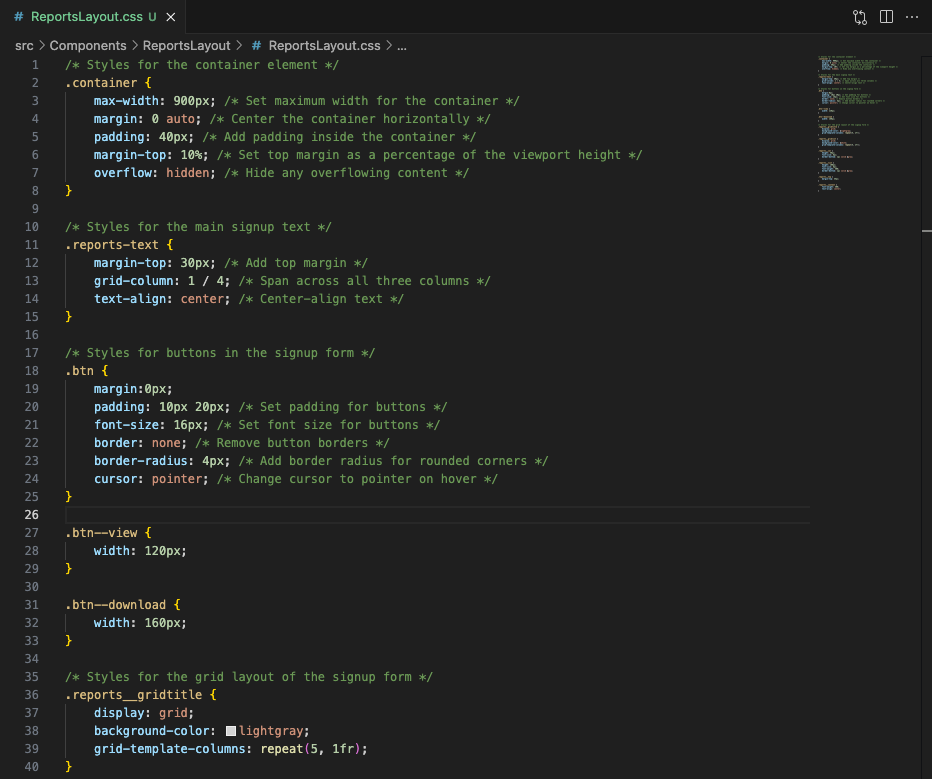 # ReportsLayout.css U ×
src > Components > ReportsLayout > # ReportsLayout.css > ...
1 /* Styles for the container element */
2 .container {
3     max-width: 900px; /* Set maximum width for the container */
4     margin: 0 auto; /* Center the container horizontally */
5     padding: 40px; /* Add padding inside the container */
6     margin-top: 10%; /* Set top margin as a percentage of the viewport height */
7     overflow: hidden; /* Hide any overflowing content */
8 }
9
10 /* Styles for the main signup text */
11 .reports-text {
12     margin-top: 30px; /* Add top margin */
13     grid-column: 1 / 4; /* Span across all three columns */
14     text-align: center; /* Center-align text */
15 }
16
17 /* Styles for buttons in the signup form */
18 .btn {
19     margin:0px;
20     padding: 10px 20px; /* Set padding for buttons */
21     font-size: 16px; /* Set font size for buttons */
22     border: none; /* Remove button borders */
23     border-radius: 4px; /* Add border radius for rounded corners */
24     cursor: pointer; /* Change cursor to pointer on hover */
25 }
26
27 .btn--view {
28     width: 120px;
29 }
30
31 .btn--download {
32     width: 160px;
33 }
34
35 /* Styles for the grid layout of the signup form */
36 .reports__gridtitle {
37     display: grid;
38     background-color: lightgray;
39     grid-template-columns: repeat(5, 1fr);
40 }